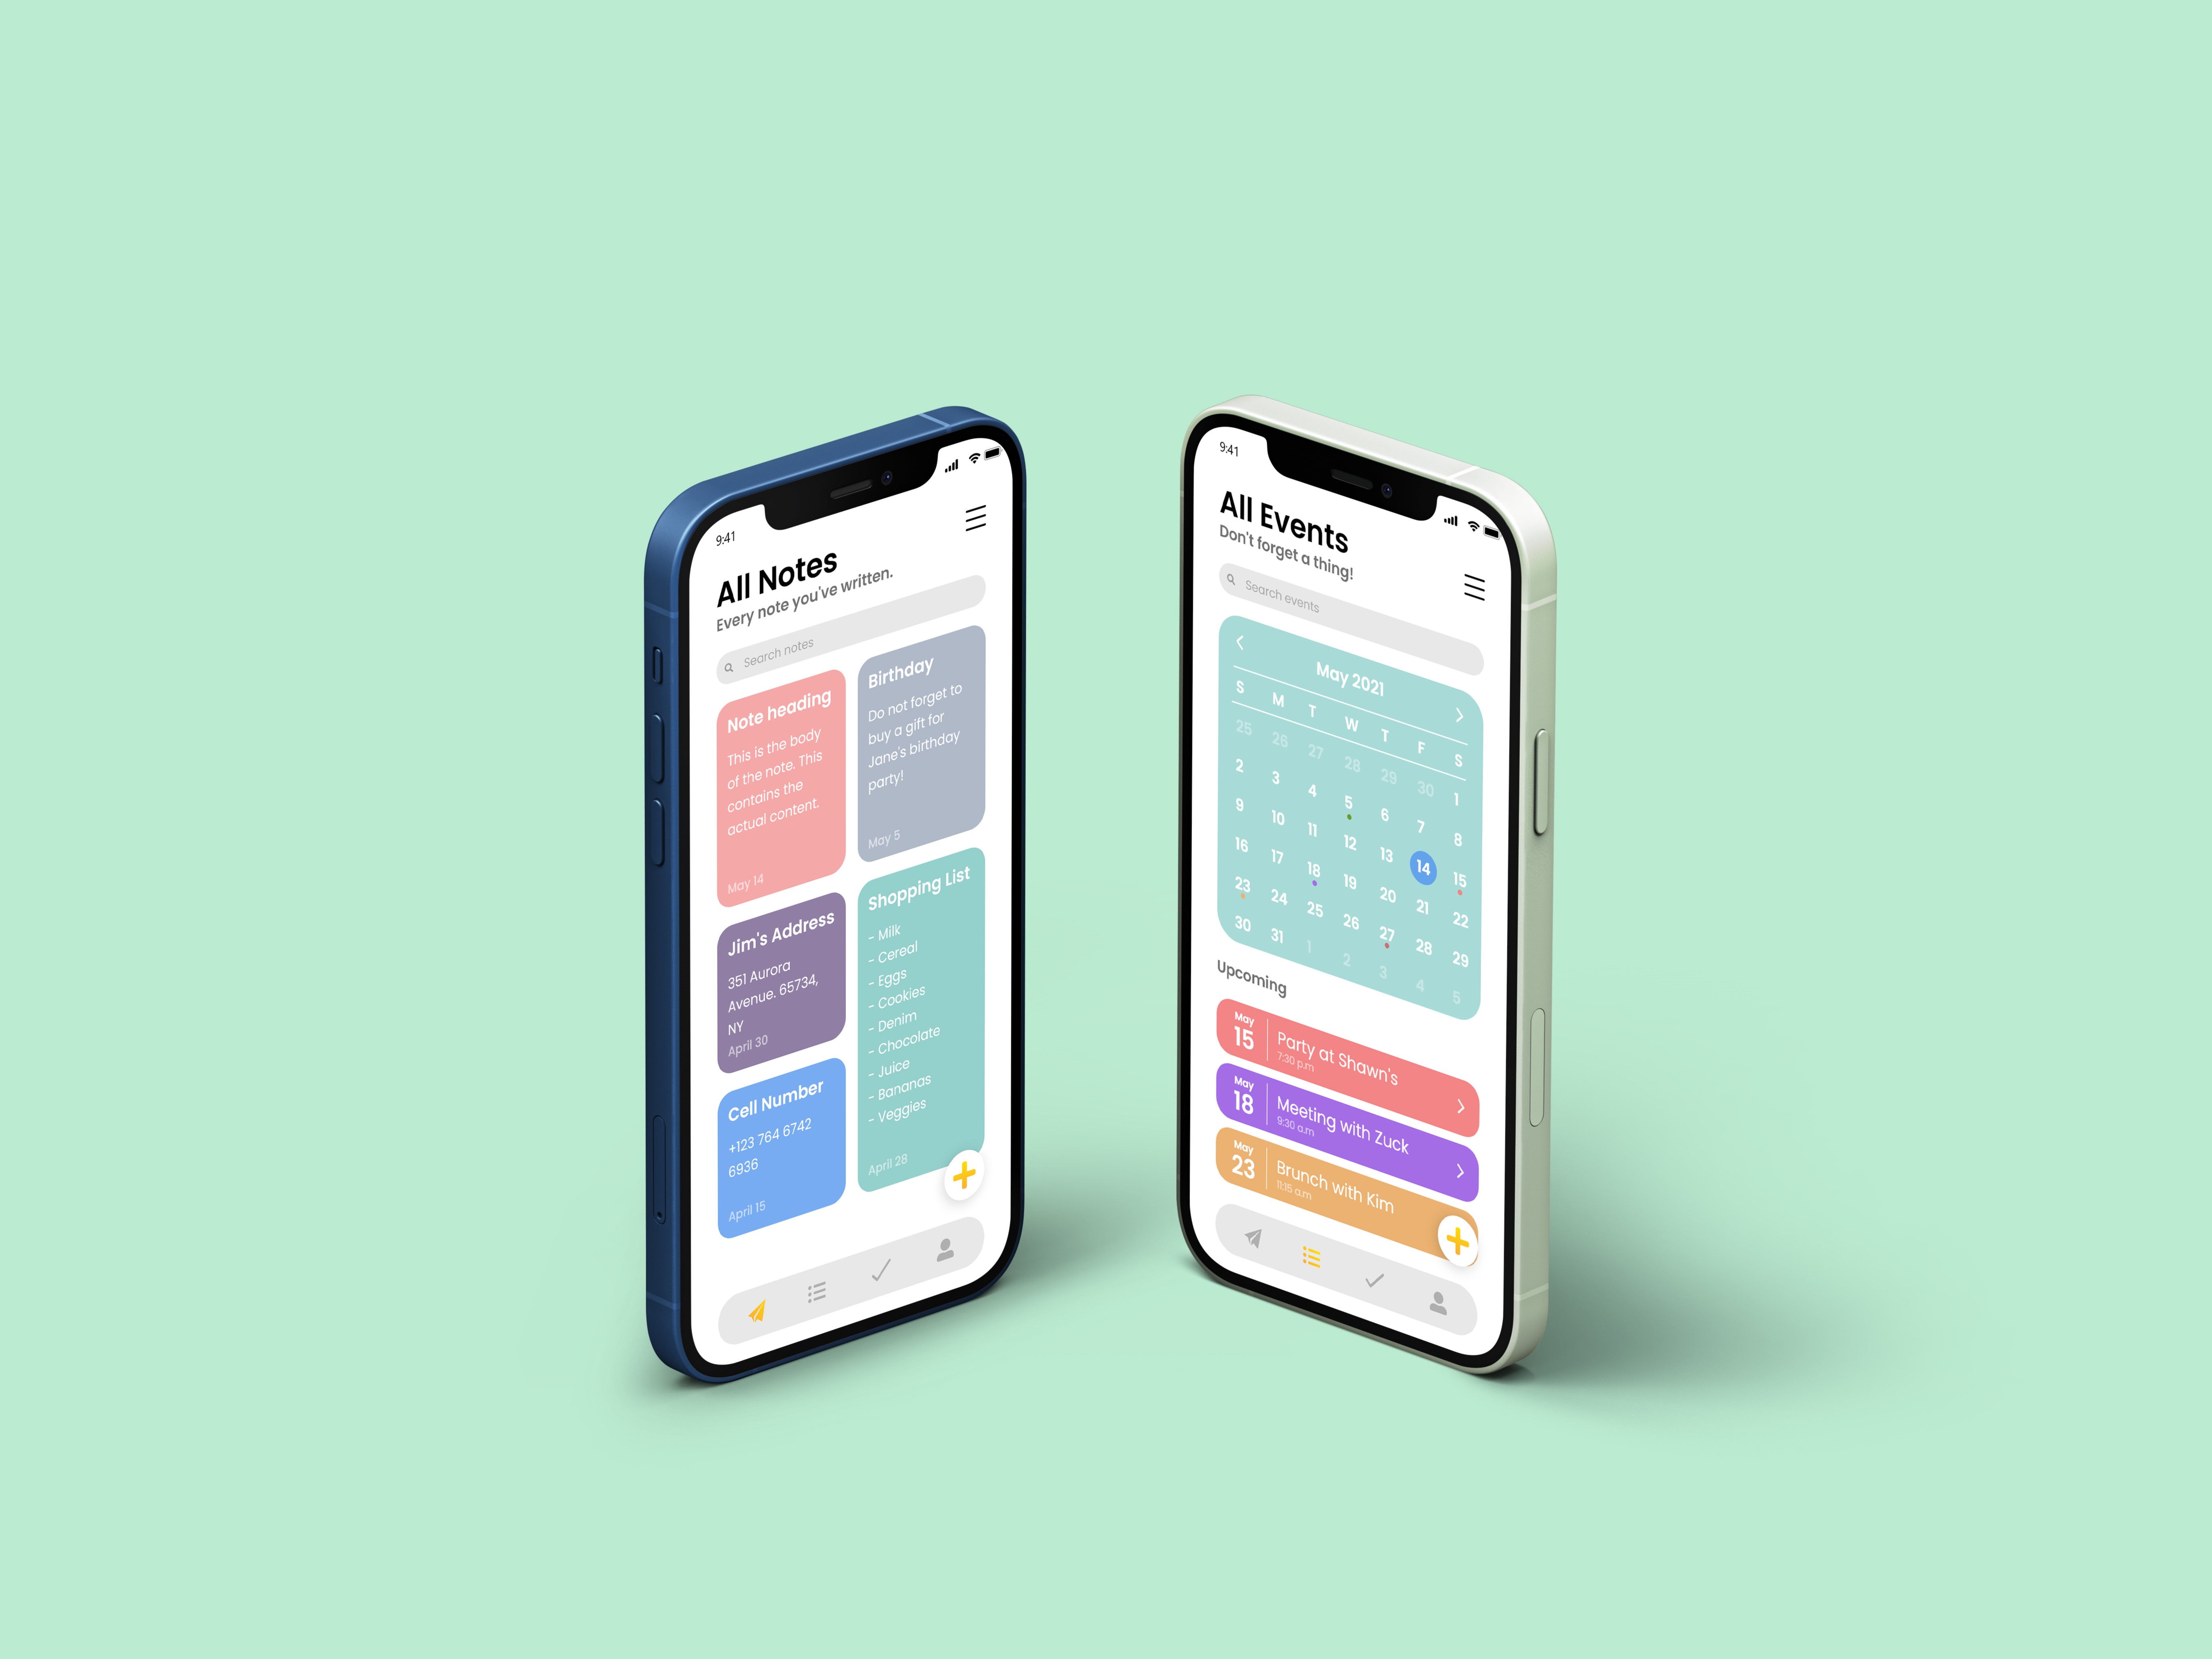 9:41
All Notes
Every note you've written.
Search notes
Note heading
This is the body
of the note. This
contains the
actual content.
May 14
Birthday
Do not forget to
buy a gift for
Jane's birthday
party!
May 5
Jim's Address
351 Aurora
Avenue. 65734,
NY
April 30
Shopping List
- Milk
- Cereal
- Eggs
- Cookies
- Denim
- Chocolate
- Juice
- Bananas
- Veggies
April 28
Cell Number
+123 764 6742
6936
April 15
9:41
All Events
Don't forget a thing!
Search events
May 2021
S M T W T F S
25 26 27 28 29 30 1
2 3 4 5 6 7 8
9 10 11 12 13 14 15
16 17 18 19 20 21 22
23 24 25 26 27 28 29
30 31 1 2 3 4 5
Upcoming
May
15
Party at Shawn's
7:30 p.m
May
18
Meeting with Zuck
9:30 a.m
May
23
Brunch with Kim
11:15 a.m